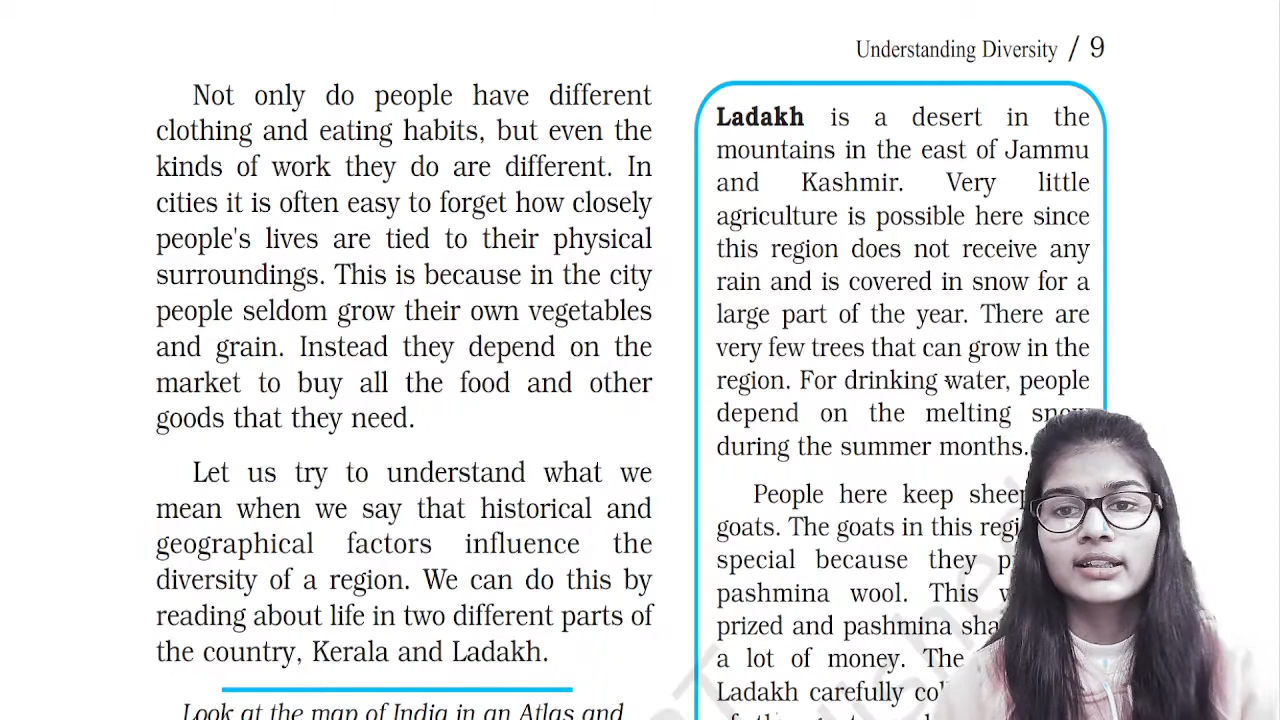 Understanding Diversity / 9
Not only do people have different
clothing and eating habits, but even the
kinds of work they do are different. In
cities it is often easy to forget how closely
people's lives are tied to their physical
surroundings. This is because in the city
people seldom grow their own vegetables
and grain. Instead they depend on the
market to buy all the food and other
goods that they need.
Let us try to understand what we
mean when we say that historical and
geographical factors influence the
diversity of a region. We can do this by
reading about life in two different parts of
the country, Kerala and Ladakh.
Look at the map of India in an Atlas and
Ladakh is a desert in the
mountains in the east of Jammu
and Kashmir. Very little
agriculture is possible here since
this region does not receive any
rain and is covered in snow for a
large part of the year. There are
very few trees that can grow in the
region. For drinking water, people
depend on the melting snow
during the summer months.
People here keep sheep
goats. The goats in this
special because they
pashmina wool. This
prized and pashmina
a lot of money. The
Ladakh carefully